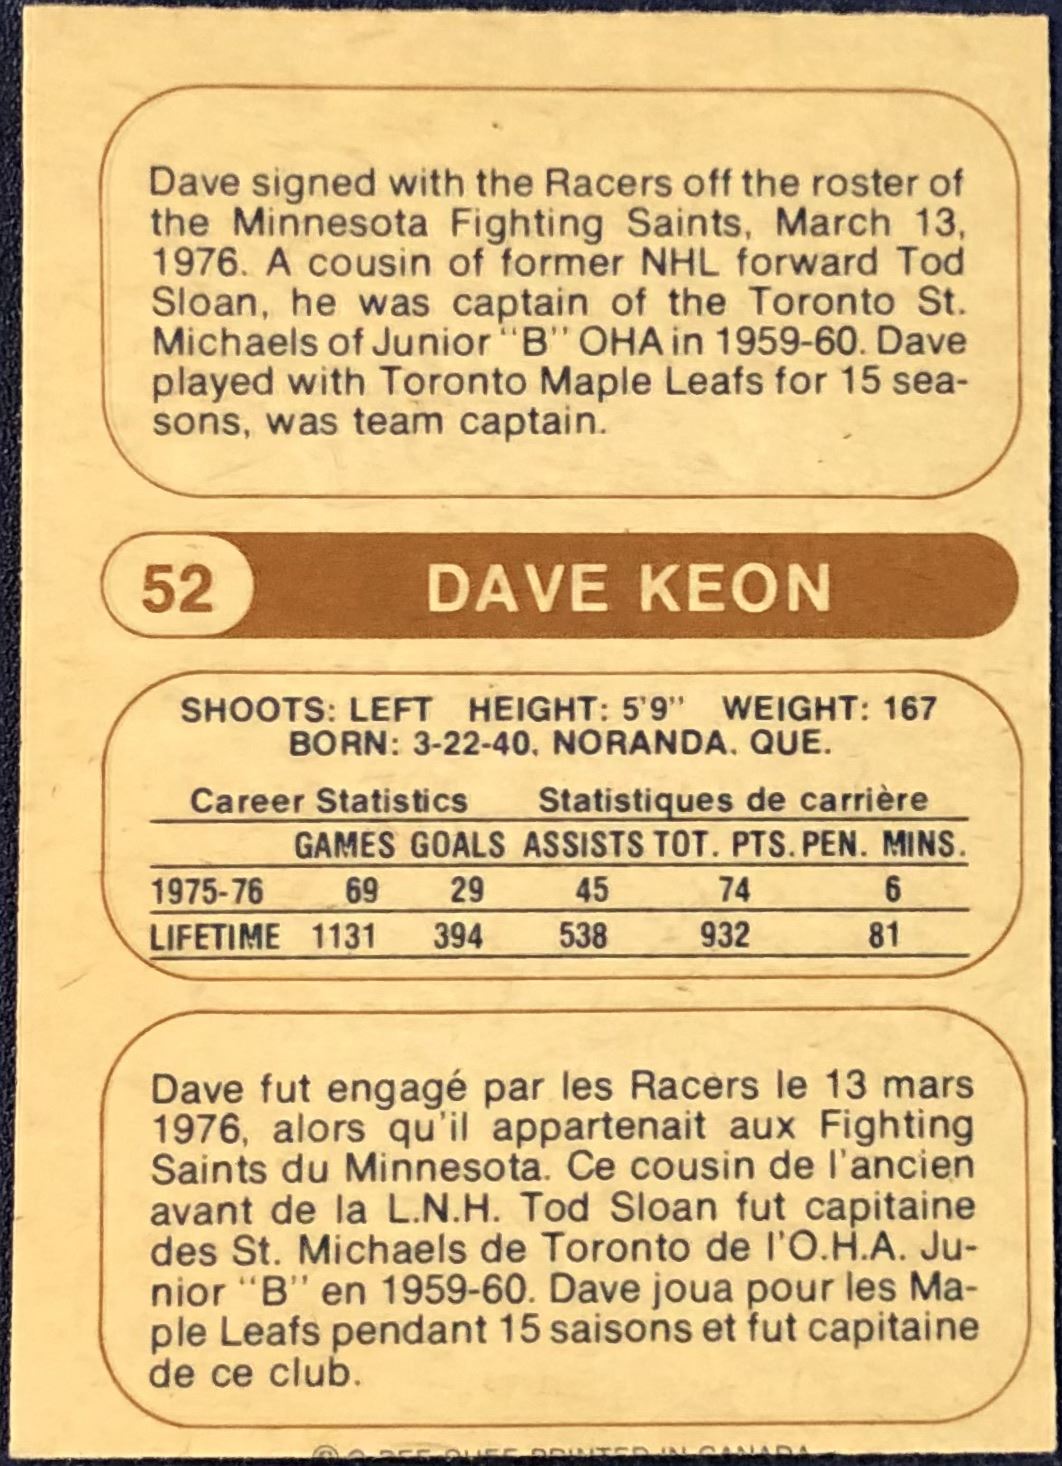 Dave signed with the Racers off the roster of
the Minnesota Fighting Saints, March 13,
1976. A cousin of former NHL forward Tod
Sloan, he was captain of the Toronto St.
Michaels of Junior "B" OHA in 1959-60. Dave
played with Toronto Maple Leafs for 15 sea-
sons, was team captain.
52 DAVE KEON
SHOOTS: LEFT HEIGHT: 5'9" WEIGHT: 167
BORN: 3-22-40, NORANDA, QUE.
Career Statistics Statistiques de carrière
GAMES GOALS ASSISTS TOT. PTS. PEN. MINS.
1975-76 69 29 45 74 6
LIFETIME 1131 394 538 932 81
Dave fut engagé par les Racers le 13 mars
1976, alors qu'il appartenait aux Fighting
Saints du Minnesota. Ce cousin de l'ancien
avant de la L.N.H. Tod Sloan fut capitaine
des St. Michaels de Toronto de l'O.H.A. Ju-
nior "B" en 1959-60. Dave joua pour les Ma-
ple Leafs pendant 15 saisons et fut capitaine
de ce club.
PRINTED IN CANADA